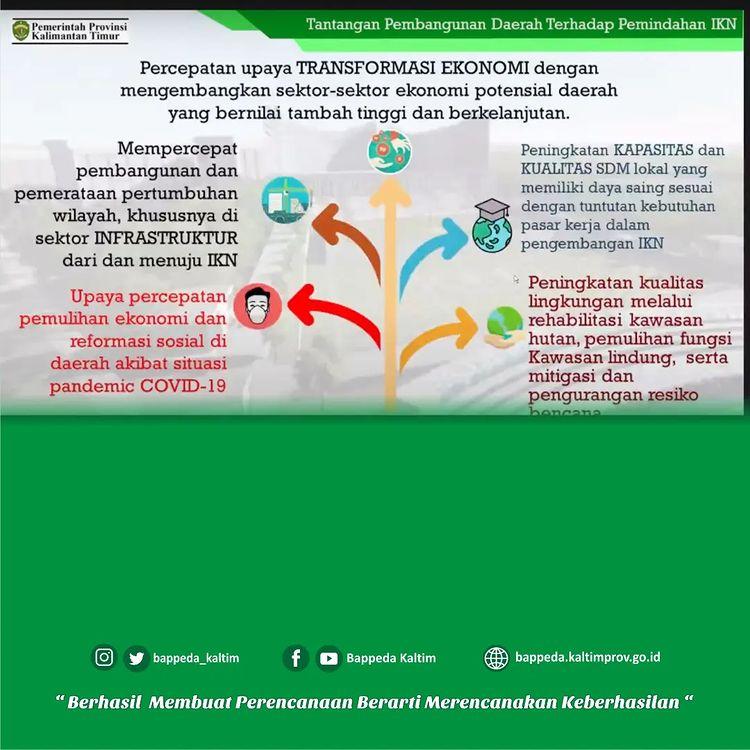 Pemerintah Provinsi
Kalimantan Timur
Tantangan Pembangunan Daerah Terhadap Pemindahan IKN
Percepatan upaya TRANSFORMASI EKONOMI dengan
mengembangkan sektor-sektor ekonomi potensial daerah
yang bernilai tambah tinggi dan berkelanjutan.
Mempercepat
pembangunan dan
pemerataan pertumbuhan
wilayah, khususnya di
sektor INFRASTRUKTUR
dari dan menuju IKN
Peningkatan KAPASITAS dan
KUALITAS SDM lokal yang
memiliki daya saing sesuai
dengan tuntutan kebutuhan
pasar kerja dalam
pengembangan IKN
Upaya percepatan
pemulihan ekonomi dan
reformasi sosial di
daerah akibat situasi
pandemic COVID-19
Peningkatan kualitas
lingkungan melalui
rehabilitasi kawasan
hutan, pemulihan fungsi
Kawasan lindung, serta
mitigasi dan
pengurangan resiko
bencana
bappeda_kaltim
Bappeda Kaltim
bappeda.kaltimprov.go.id
“ Berhasil Membuat Perencanaan Berarti Merencanakan Keberhasilan “